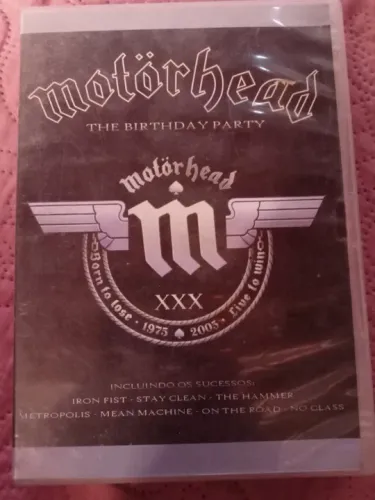 motörhead
THE BIRTHDAY PARTY
motörhead
m
XXX
Born to lose · 1975 2005 · Live to win
INCLUINDO OS SUCESSOS:
IRON FIST - STAY CLEAN - THE HAMMER
METROPOLIS - MEAN MACHINE - ON THE ROAD - NO CLASS